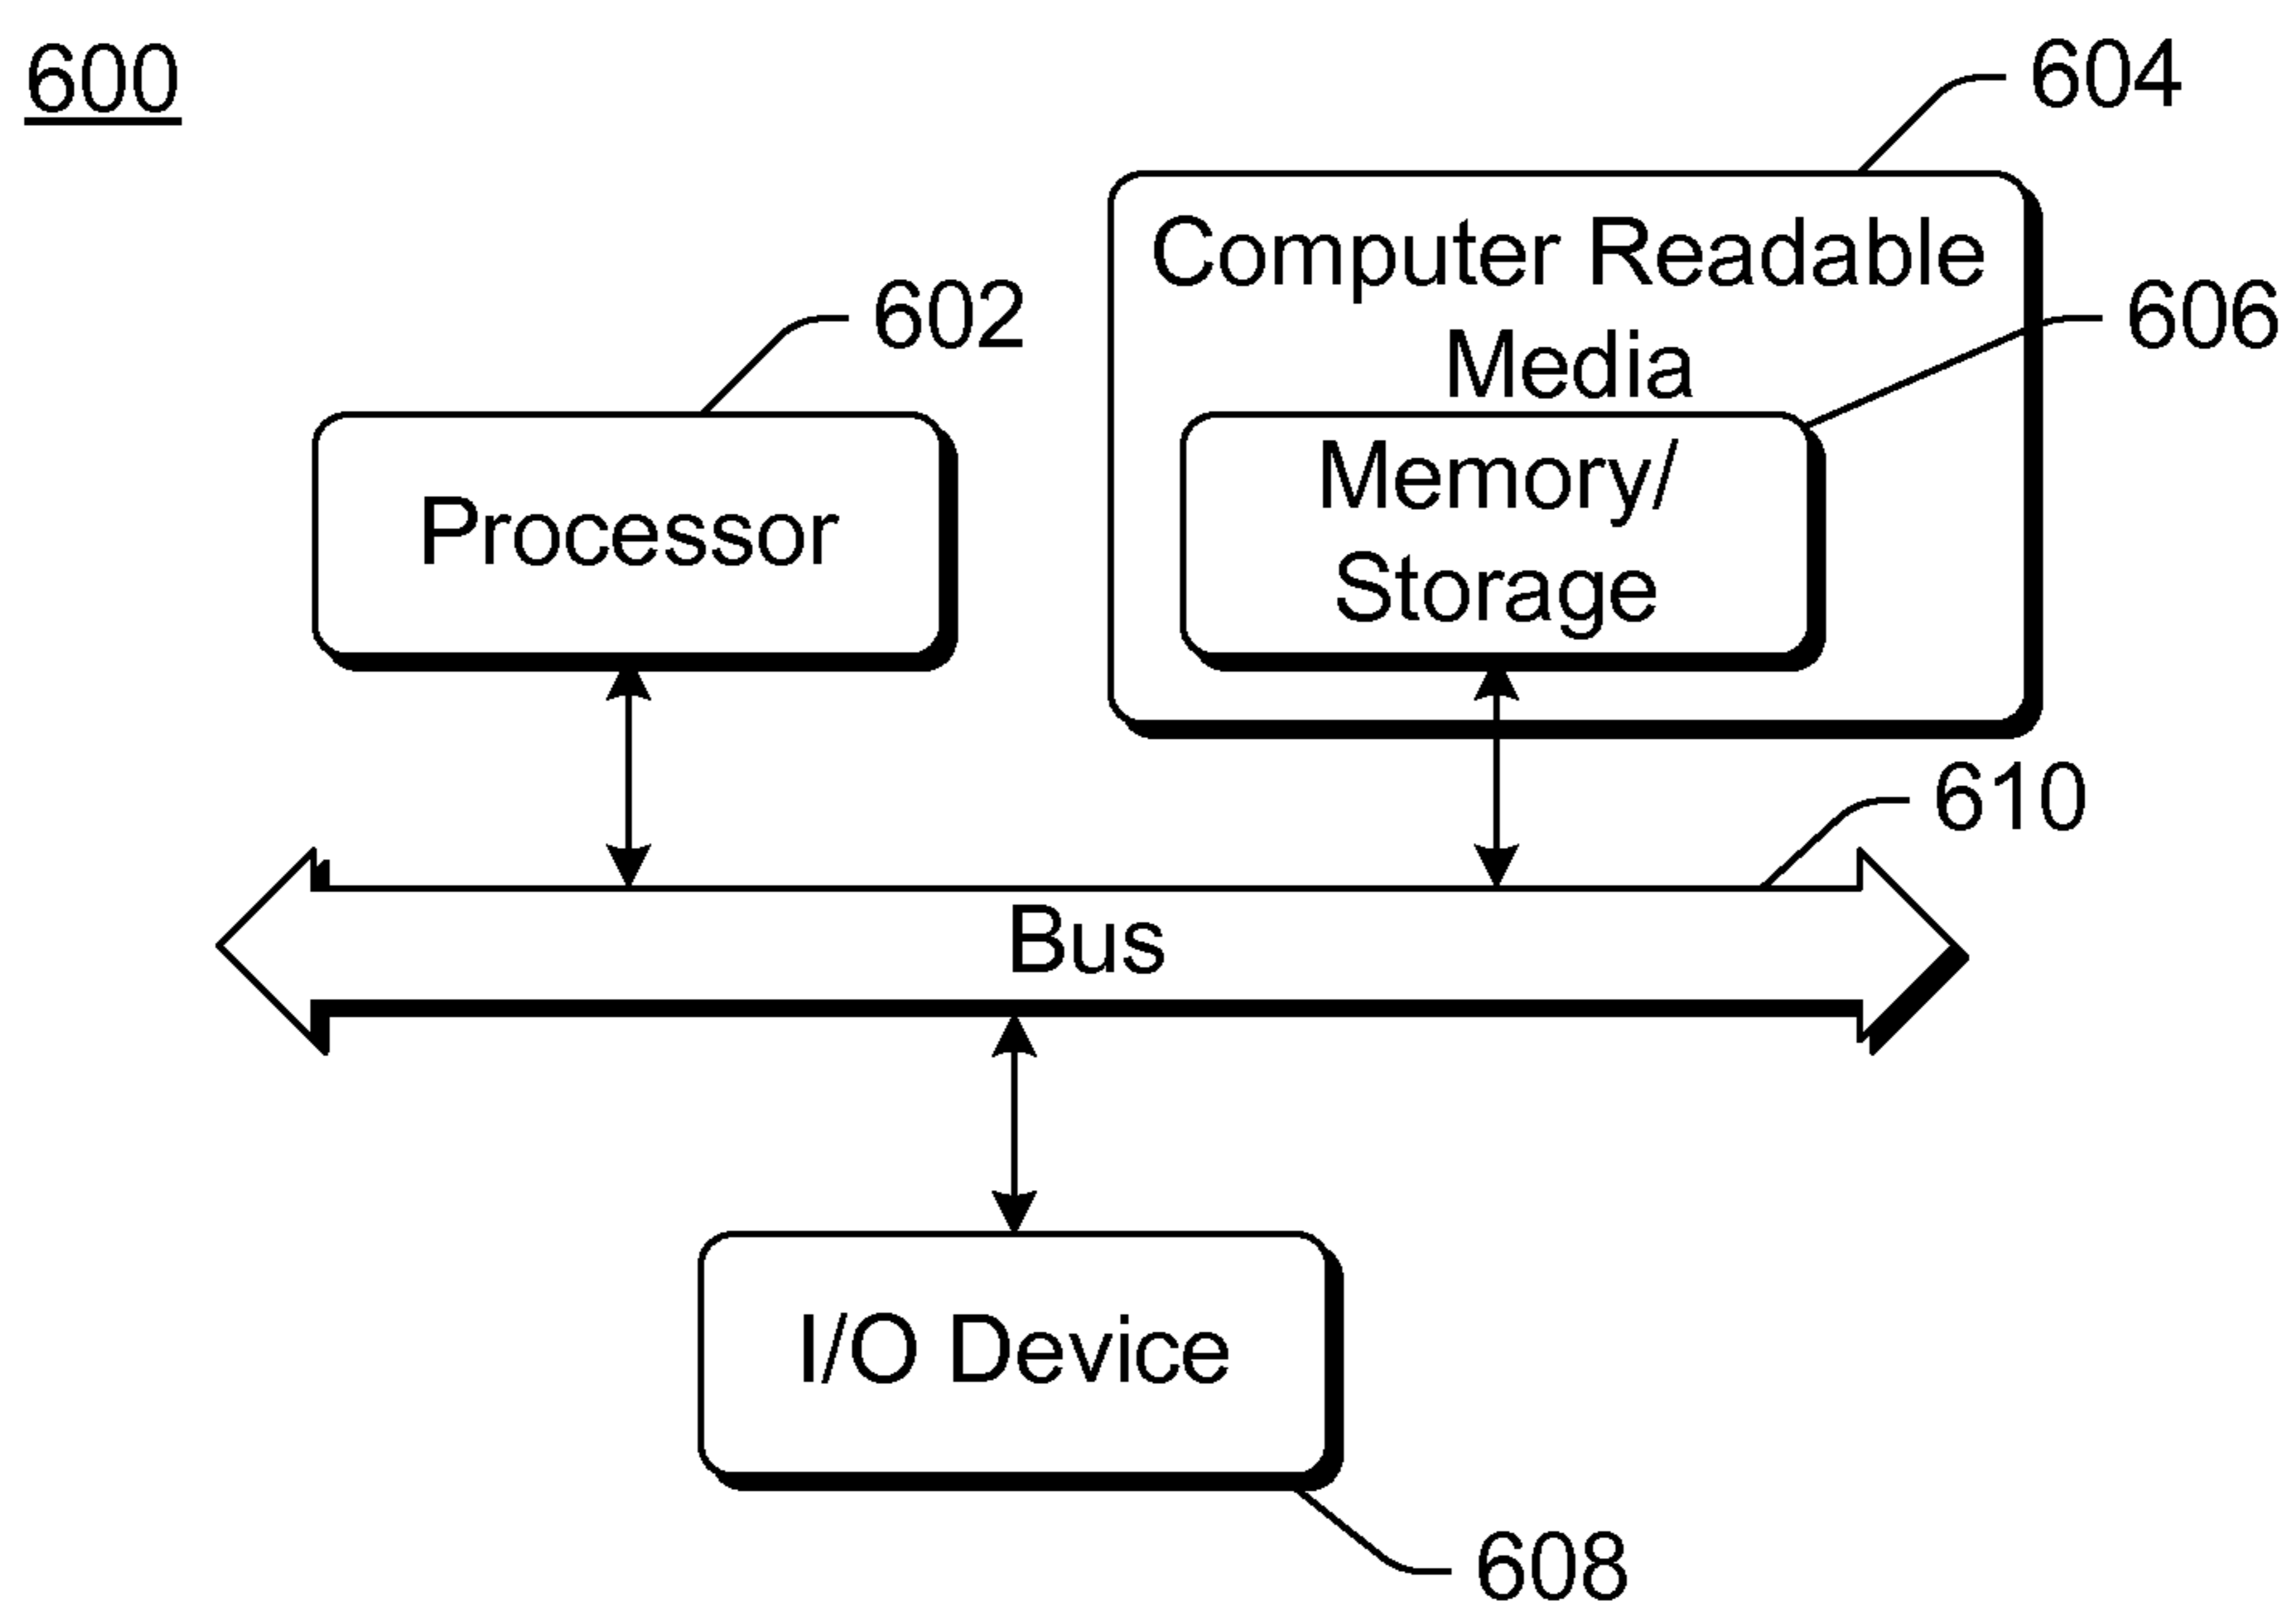 600
604
Computer Readable
Media
606
602
Memory/
Storage
Processor
610
Bus
I/O Device
608